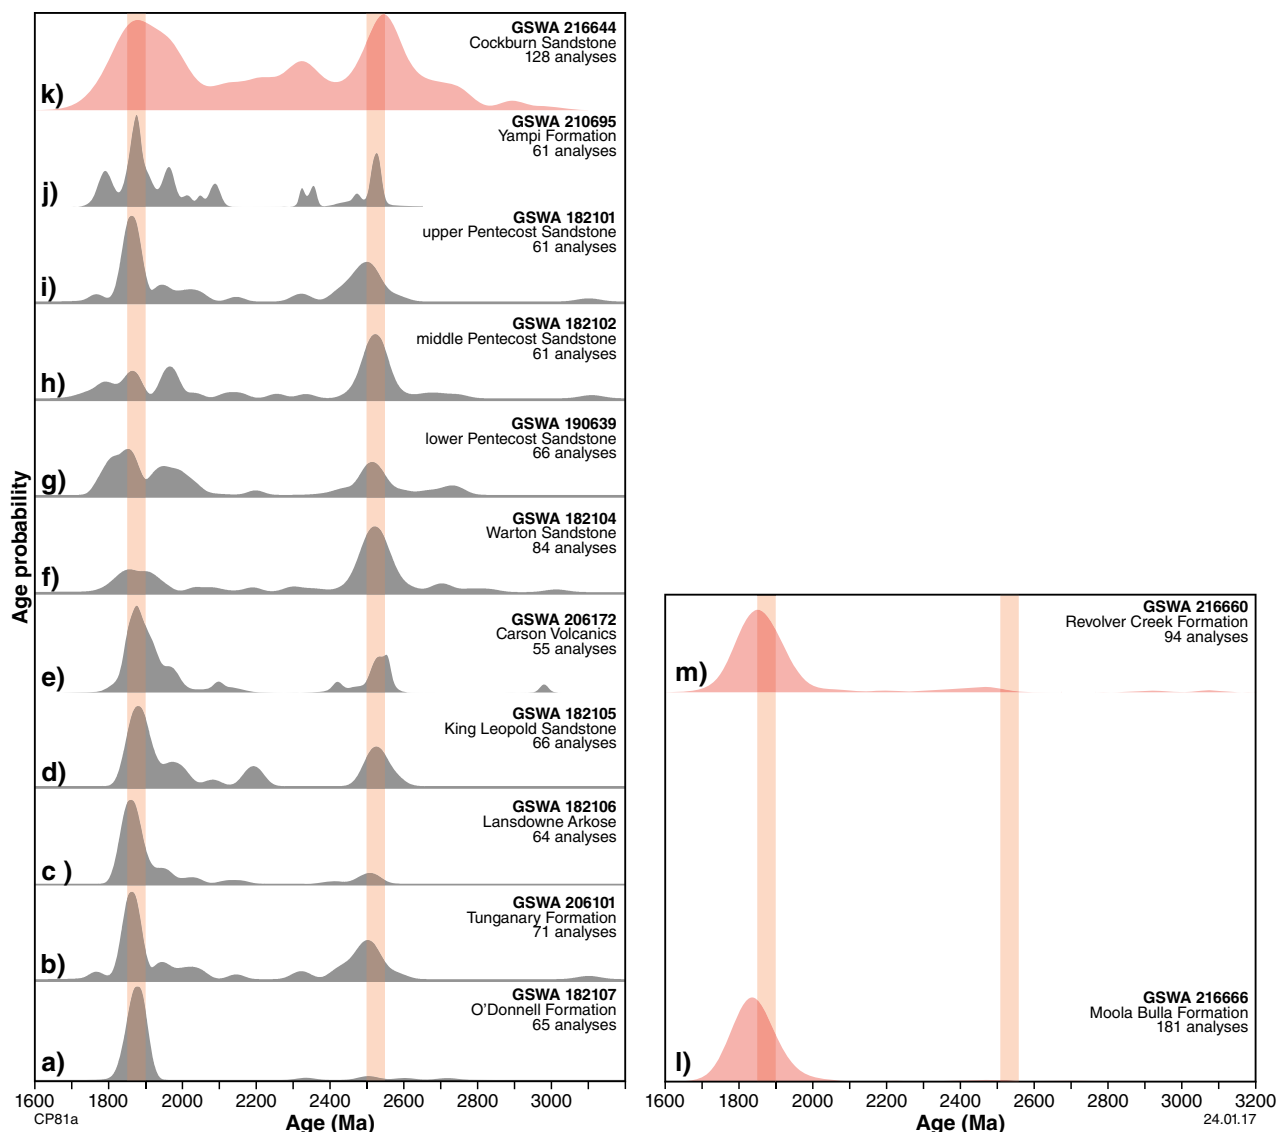 GSWA 216644
Cockburn Sandstone
128 analyses
k)
GSWA 210695
Yampi Formation
61 analyses
j)
GSWA 182101
upper Pentecost Sandstone
61 analyses
i)
GSWA 182102
middle Pentecost Sandstone
61 analyses
h)
GSWA 190639
lower Pentecost Sandstone
66 analyses
g)
GSWA 182104
Warton Sandstone
84 analyses
f)
GSWA 206172
Carson Volcanics
55 analyses
e)
GSWA 182105
King Leopold Sandstone
66 analyses
d)
GSWA 182106
Lansdowne Arkose
64 analyses
c )
GSWA 206101
Tunganary Formation
71 analyses
b)
GSWA 182107
O’Donnell Formation
65 analyses
a)
Age probability
1600 1800 2000 2200 2400 2600 2800 3000
Age (Ma)
CP81a
GSWA 216660
Revolver Creek Formation
94 analyses
m)
GSWA 216666
Moola Bulla Formation
181 analyses
l)
1600 1800 2000 2200 2400 2600 2800 3000 3200
Age (Ma)
24.01.17